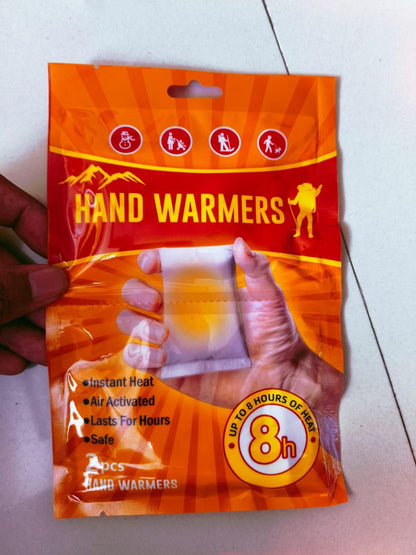 HAND WARMERS
•Instant Heat
•Air Activated
•Lasts For Hours
•Safe
UP TO 8 HOURS OF HEAT
8h
2pcs
HAND WARMERS